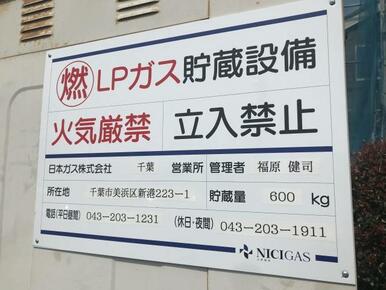 燃 LPガス貯蔵設備
火気厳禁 立入禁止
日本ガス株式会社 千葉 営業所 管理者 福原 健司
所在地 千葉市美浜区新港223-1 貯蔵量 600 kg
電話(平日昼間) 043-203-1231 (休日・夜間) 043-203-1911
NICIGAS